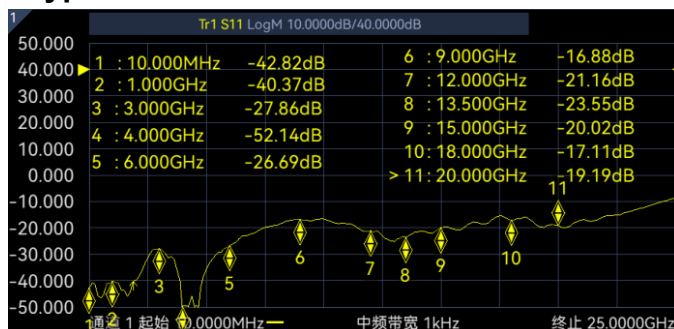 1
Tr1 S11 LogM 10.0000dB/40.0000dB
50.000
40.000
30.000
20.000
10.000
0.000
-10.000
-20.000
-30.000
-40.000
-50.000
1 : 10.000MHz -42.82dB
2 : 1.000GHz -40.37dB
3 : 3.000GHz -27.86dB
4 : 4.000GHz -52.14dB
5 : 6.000GHz -26.69dB
6 : 9.000GHz -16.88dB
7 : 12.000GHz -21.16dB
8 : 13.500GHz -23.55dB
9 : 15.000GHz -20.02dB
10: 18.000GHz -17.11dB
> 11: 20.000GHz -19.19dB
11
1
2
3
5
6
7
8
9
10
通道 1 起始 0.0000MHz 中频带宽 1kHz 终止 25.0000GHz